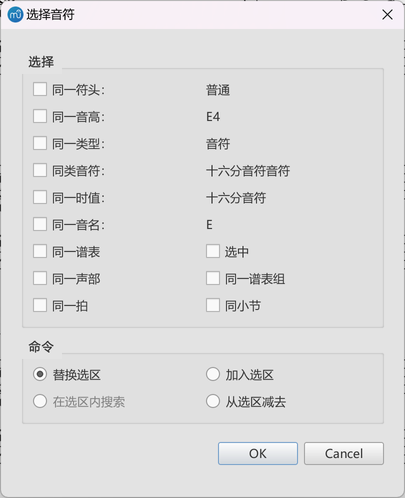 选择音符
选择
同一符头： 普通
同一音高： E4
同一类型： 音符
同类音符： 十六分音符音符
同一时值： 十六分音符
同一音名： E
同一谱表 选中
同一声部 同一谱表组
同一拍 同小节
命令
替换选区 加入选区
在选区内搜索 从选区减去
OK Cancel